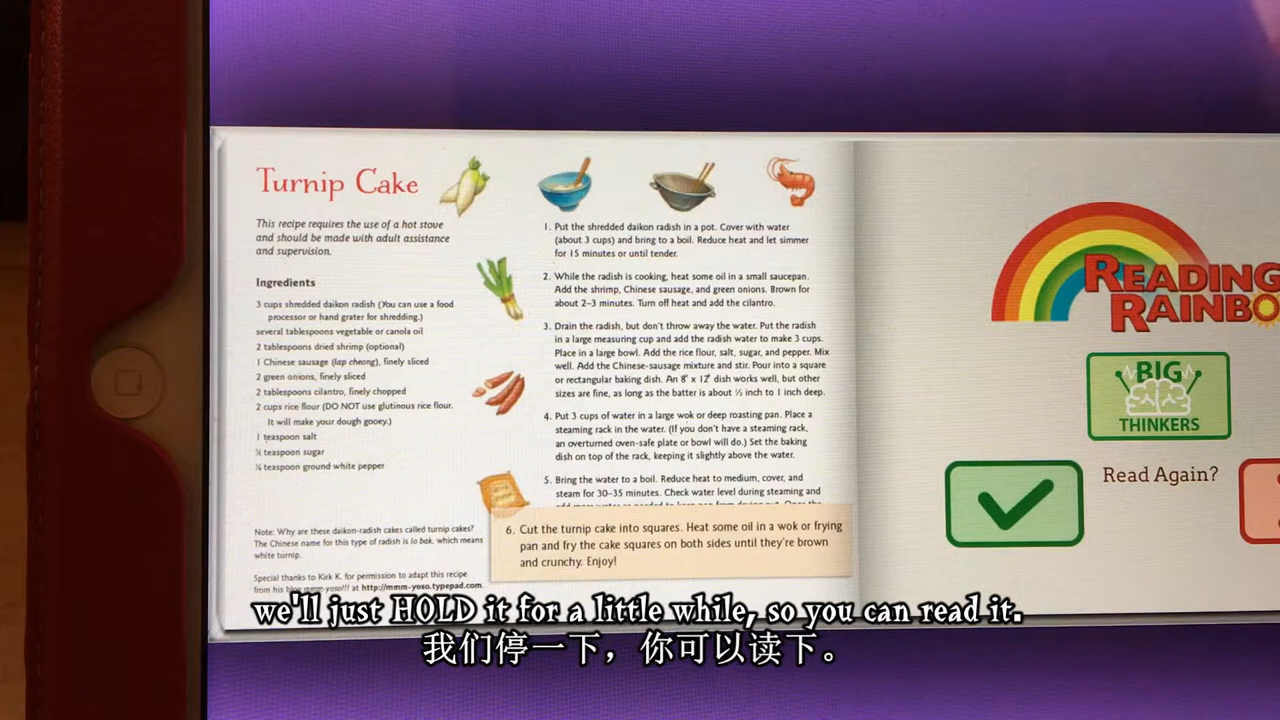 Turnip Cake
This recipe requires the use of a hot stove
and should be made with adult assistance
and supervision.
Ingredients
3 cups shredded daikon radish (You can use a food
processor or hand grater for shredding.)
several tablespoons vegetable or canola oil
2 tablespoons dried shrimp (optional)
1 Chinese sausage (lap cheong), finely sliced
2 green onions, finely sliced
2 tablespoons cilantro, finely chopped
2 cups rice flour (DO NOT use glutinous rice flour.
It will make your dough gooey.)
1 teaspoon salt
½ teaspoon sugar
¼ teaspoon ground white pepper
Note: Why are these daikon-radish cakes called turnip cakes?
The Chinese name for this type of radish is lo bak, which means
white turnip.
Special thanks to Kirk K. for permission to adapt this recipe
from his blog mmm-yoso!!! at http://mmm-yoso.typepad.com.
1. Put the shredded daikon radish in a pot. Cover with water
(about 3 cups) and bring to a boil. Reduce heat and let simmer
for 15 minutes or until tender.
2. While the radish is cooking, heat some oil in a small saucepan.
Add the shrimp, Chinese sausage, and green onions. Brown for
about 2–3 minutes. Turn off heat and add the cilantro.
3. Drain the radish, but don't throw away the water. Put the radish
in a large measuring cup and add the radish water to make 3 cups.
Place in a large bowl. Add the rice flour, salt, sugar, and pepper. Mix
well. Add the Chinese-sausage mixture and stir. Pour into a square
or rectangular baking dish. An 8" x 12" dish works well, but other
sizes are fine, as long as the batter is about ½ inch to 1 inch deep.
4. Put 3 cups of water in a large wok or deep roasting pan. Place a
steaming rack in the water. (If you don't have a steaming rack,
an overturned oven-safe plate or bowl will do.) Set the baking
dish on top of the rack, keeping it slightly above the water.
5. Bring the water to a boil. Reduce heat to medium, cover, and
steam for 30–35 minutes. Check water level during steaming and
6. Cut the turnip cake into squares. Heat some oil in a wok or frying
pan and fry the cake squares on both sides until they're brown
and crunchy. Enjoy!
READING
RAINBO
BIG
THINKERS
Read Again?
we'll just HOLD it for a little while, so you can read it.
我们停一下，你可以读下。